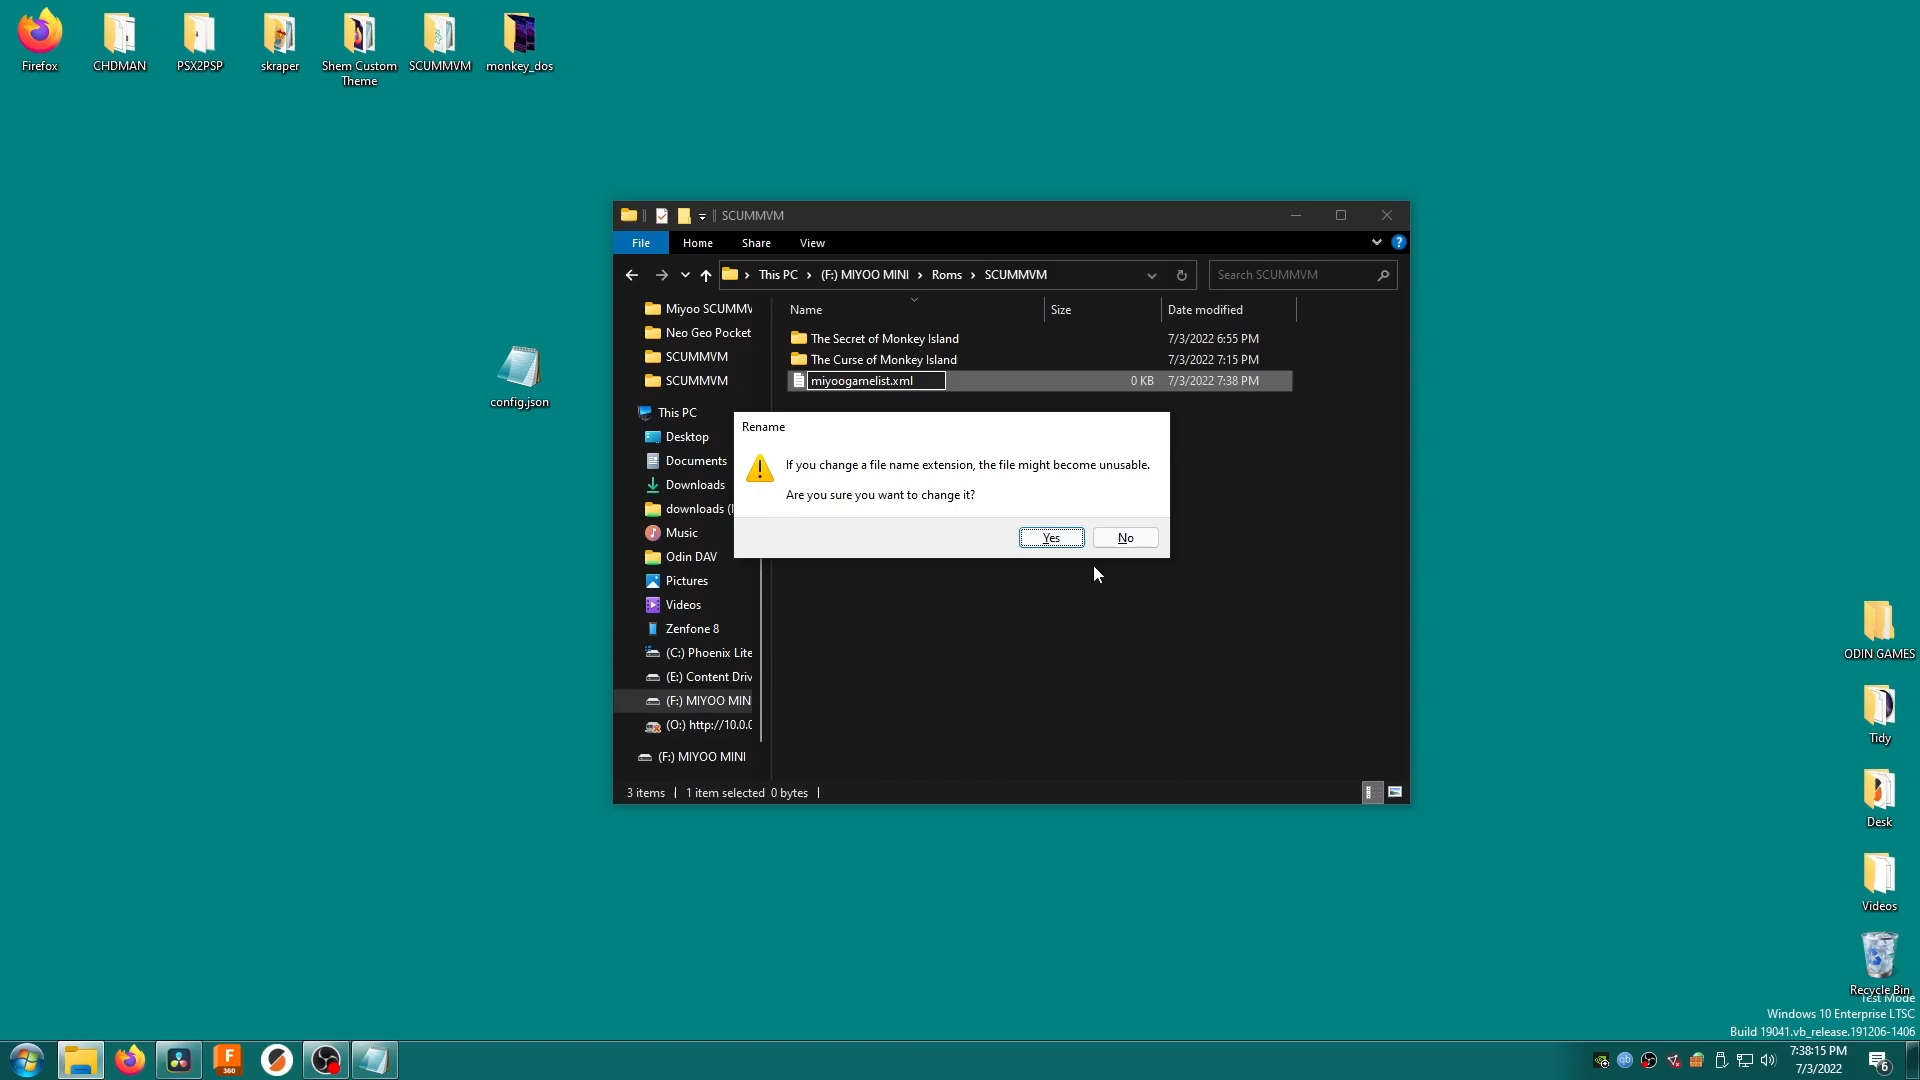 Firefox
CHDMAN
PSX2PSP
skraper
Shem Custom
Theme
SCUMMVM
monkey_dos
config.json
SCUMMVM
File
Home
Share
View
?
This PC
(F:) MIYOO MINI
Roms
SCUMMVM
Search SCUMMVM
Name
Size
Date modified
The Secret of Monkey Island
7/3/2022 6:55 PM
The Curse of Monkey Island
7/3/2022 7:15 PM
miyoogamelist.xml
0 KB
7/3/2022 7:38 PM
Miyoo SCUMMV
Neo Geo Pocket
SCUMMVM
SCUMMVM
This PC
Desktop
Documents
Downloads
downloads (
Music
Odin DAV
Pictures
Videos
Zenfone 8
(C:) Phoenix Lite
(E:) Content Driv
(F:) MIYOO MIN
(O:) http://10.0.0
(F:) MIYOO MINI
Rename
If you change a file name extension, the file might become unusable.
Are you sure you want to change it?
Yes
No
3 items
1 item selected 0 bytes
ODIN GAMES
Tidy
Desk
Videos
Recycle Bin
Test Mode
Windows 10 Enterprise LTSC
Build 19041.vb_release.191206-1406
F
360
qb
7:38:15 PM
7/3/2022
6